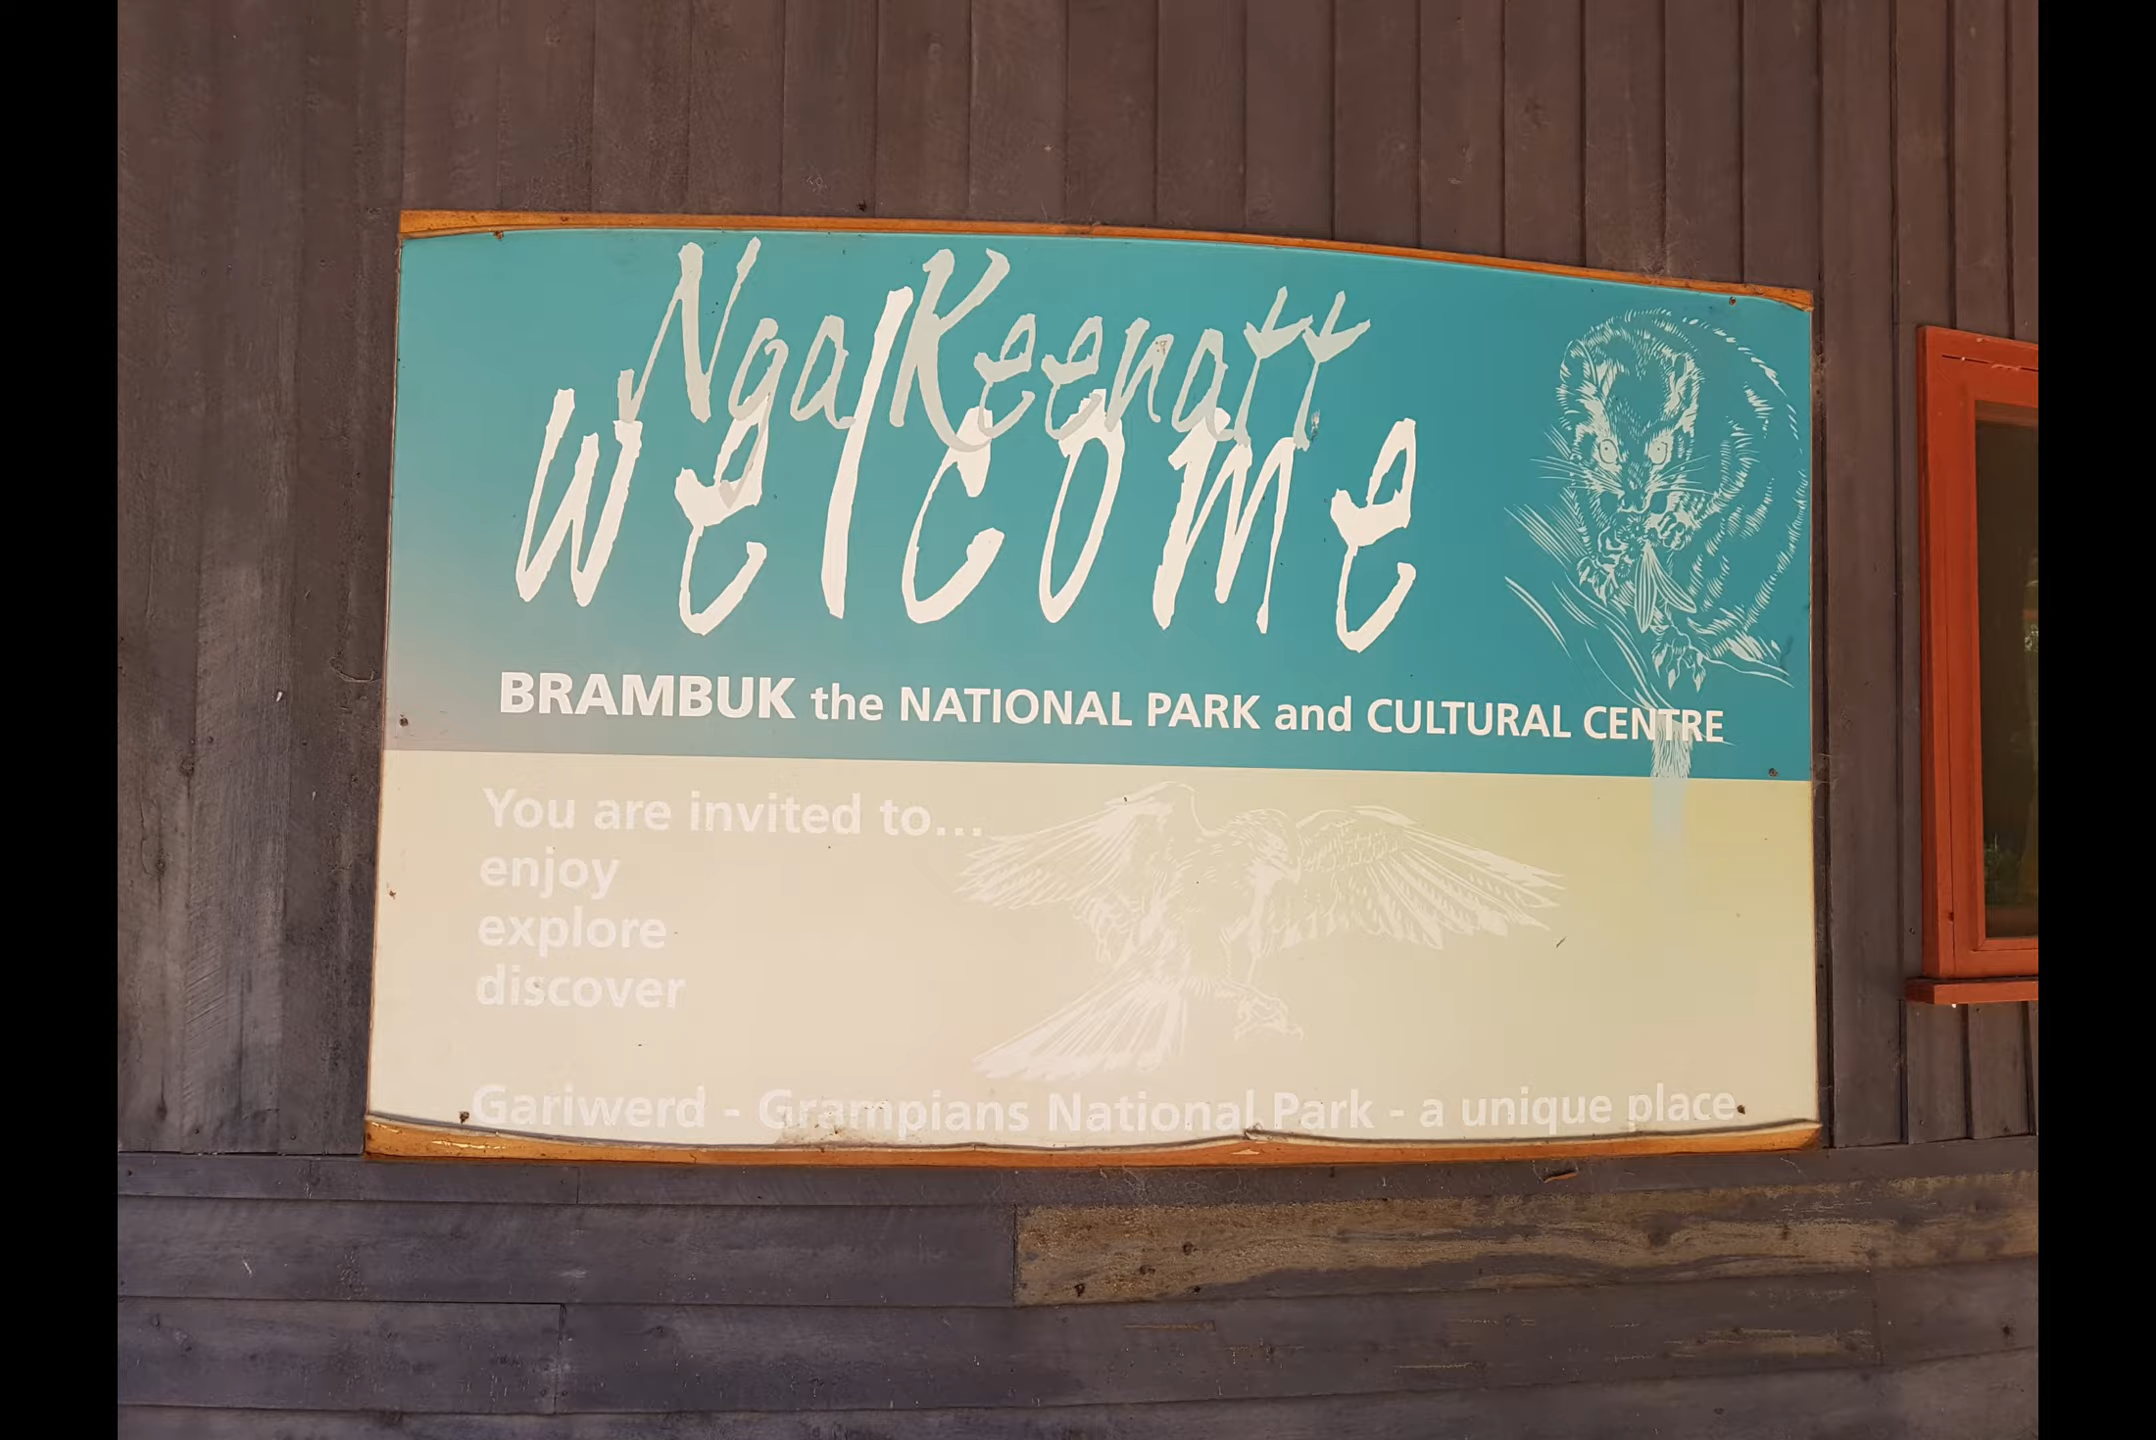 NgaKeenatt
welcome
BRAMBUK the NATIONAL PARK and CULTURAL CENTRE
You are invited to...
enjoy
explore
discover
Gariwerd - Grampians National Park - a unique place